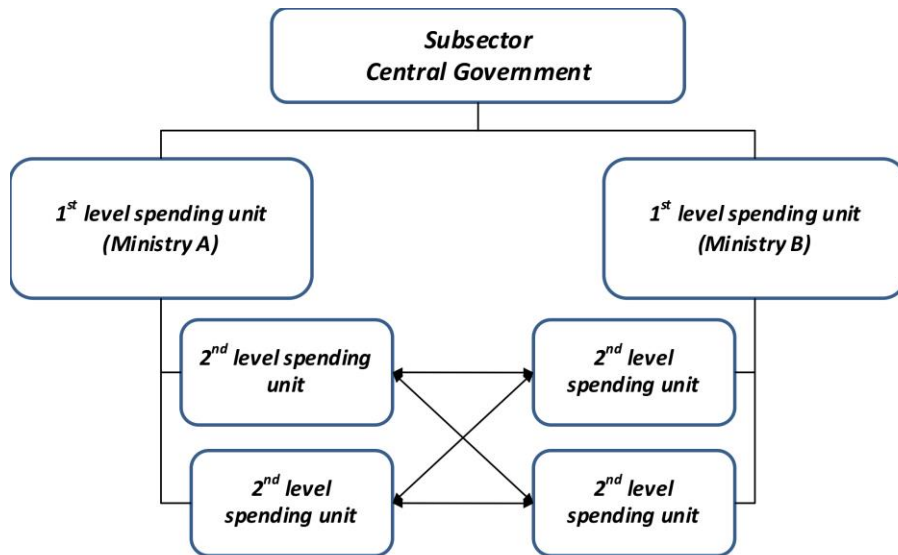 Subsector
Central Government
1st level spending unit
(Ministry A)
1st level spending unit
(Ministry B)
2nd level spending
unit
2nd level
spending unit
2nd level
spending unit
2nd level
spending unit